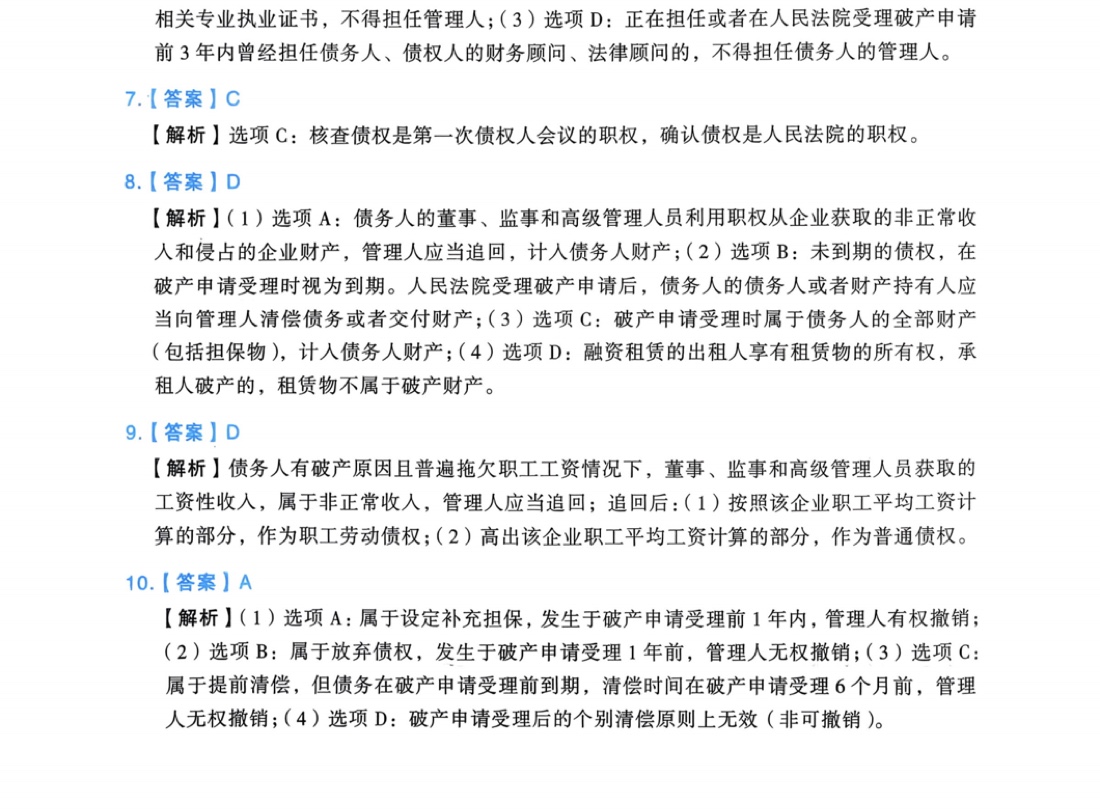 相关专业执业证书，不得担任管理人；（3）选项 D：正在担任或者在人民法院受理破产申请
前 3 年内曾经担任债务人、债权人的财务顾问、法律顾问的，不得担任债务人的管理人。
7.【答案】C
【解析】选项 C：核查债权是第一次债权人会议的职权，确认债权是人民法院的职权。
8.【答案】D
【解析】（1）选项 A：债务人的董事、监事和高级管理人员利用职权从企业获取的非正常收
入和侵占的企业财产，管理人应当追回，计入债务人财产；（2）选项 B：未到期的债权，在
破产申请受理时视为到期。人民法院受理破产申请后，债务人的债务人或者财产持有人应
当向管理人清偿债务或者交付财产；（3）选项 C：破产申请受理时属于债务人的全部财产
（包括担保物），计入债务人财产；（4）选项 D：融资租赁的出租人享有租赁物的所有权，承
租人破产的，租赁物不属于破产财产。
9.【答案】D
【解析】债务人有破产原因且普遍拖欠职工工资情况下，董事、监事和高级管理人员获取的
工资性收入，属于非正常收入，管理人应当追回；追回后：（1）按照该企业职工平均工资计
算的部分，作为职工劳动债权；（2）高出该企业职工平均工资计算的部分，作为普通债权。
10.【答案】A
【解析】（1）选项 A：属于设定补充担保，发生于破产申请受理前 1 年内，管理人有权撤销；
（2）选项 B：属于放弃债权，发生于破产申请受理 1 年前，管理人无权撤销；（3）选项 C：
属于提前清偿，但债务在破产申请受理前到期，清偿时间在破产申请受理 6 个月前，管理
人无权撤销；（4）选项 D：破产申请受理后的个别清偿原则上无效（非可撤销）。